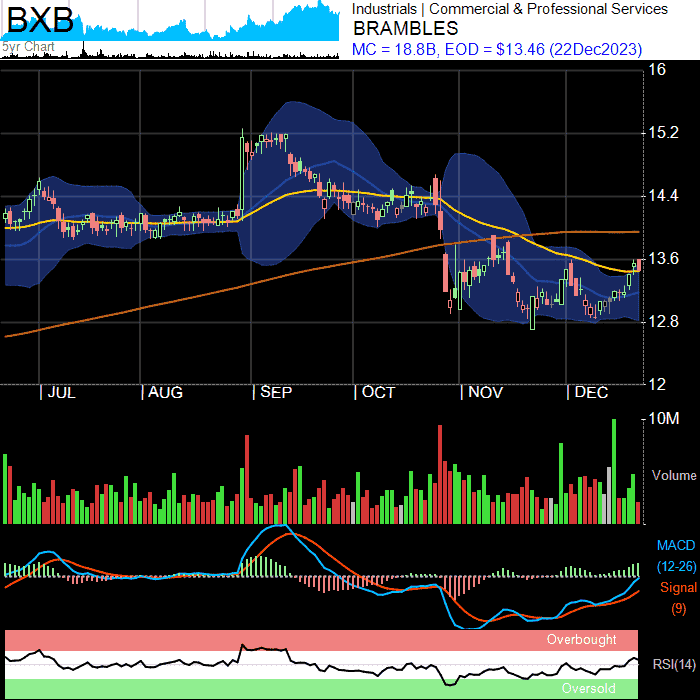 BXB
5yr Chart
Industrials | Commercial & Professional Services
BRAMBLES
MC = 18.8B, EOD = $13.46 (22Dec2023)
16
15.2
14.4
13.6
12.8
12
| JUL | AUG | SEP | OCT | NOV | DEC
10M
Volume
MACD
(12-26)
Signal
(9)
Overbought
RSI(14)
Oversold